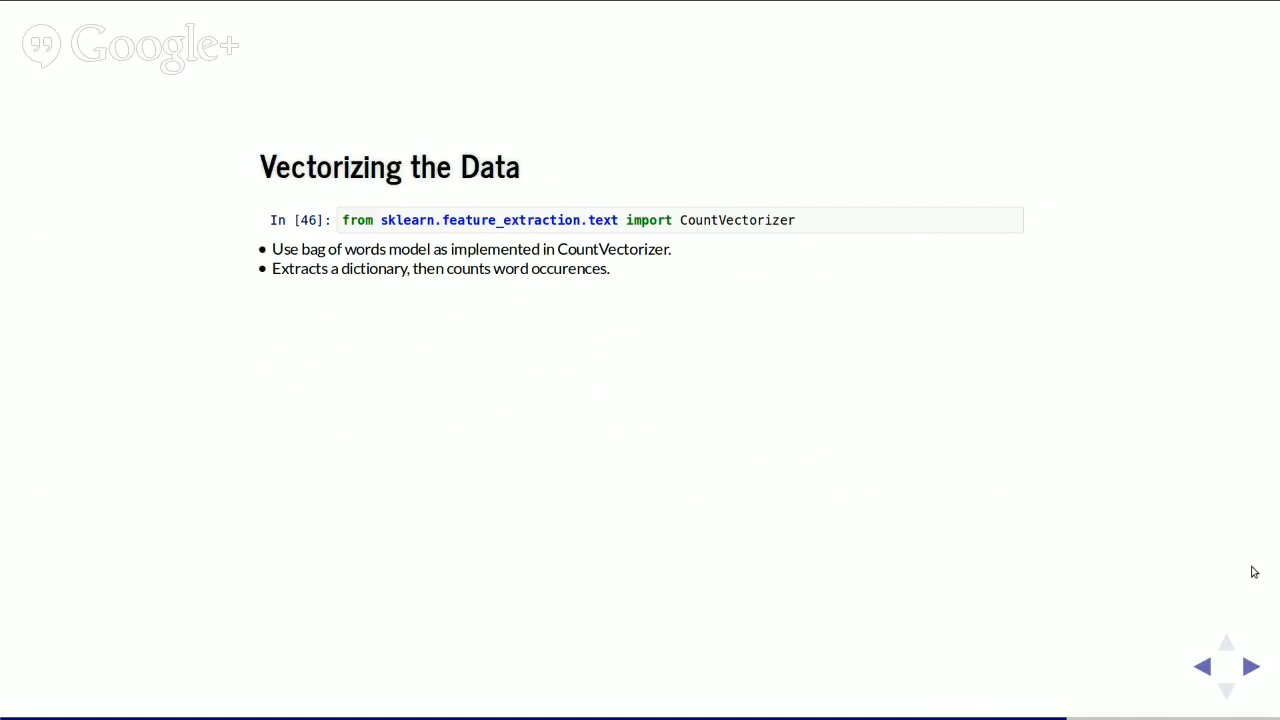 Google+
Vectorizing the Data
In [46]: from sklearn.feature_extraction.text import CountVectorizer
• Use bag of words model as implemented in CountVectorizer.
• Extracts a dictionary, then counts word occurences.